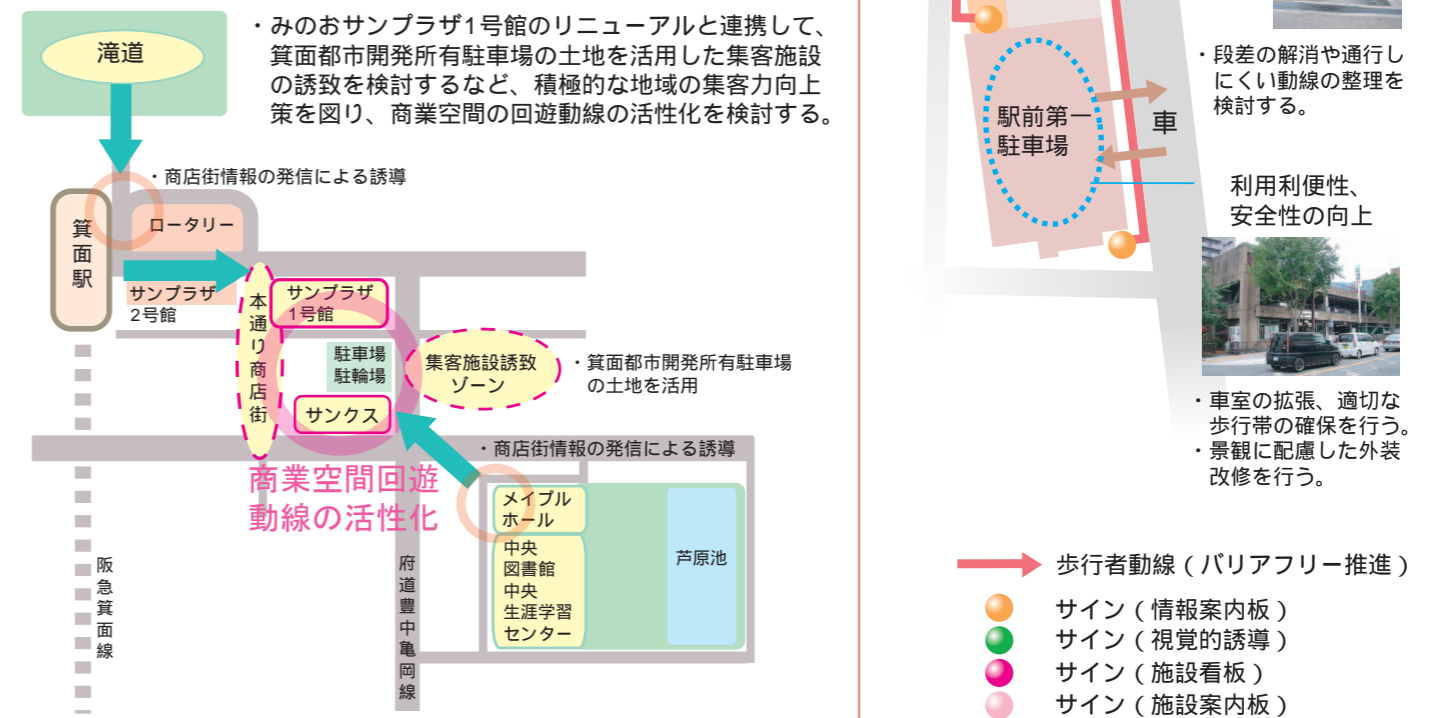 滝道
・みのおサンプラザ1号館のリニューアルと連携して、
箕面都市開発所有駐車場の土地を活用した集客施設
の誘致を検討するなど、積極的な地域の集客力向上
策を図り、商業空間の回遊動線の活性化を検討する。
・商店街情報の発信による誘導
箕面駅
ロータリー
サンプラザ
2号館
本通り商店街
サンプラザ
1号館
駐車場
駐輪場
集客施設誘致
ゾーン
・箕面都市開発所有駐車場
の土地を活用
サンクス
・商店街情報の発信による誘導
商業空間回遊
動線の活性化
メイプル
ホール
中央
図書館
中央
生涯学習
センター
芦原池
阪急箕面線
府道豊中亀岡線
・段差の解消や通行し
にくい動線の整理を
検討する。
駅前第一
駐車場
車
利用利便性、
安全性の向上
・車室の拡張、適切な
歩行帯の確保を行う。
・景観に配慮した外装
改修を行う。
歩行者動線（バリアフリー推進）
サイン（情報案内板）
サイン（視覚的誘導）
サイン（施設看板）
サイン（施設案内板）